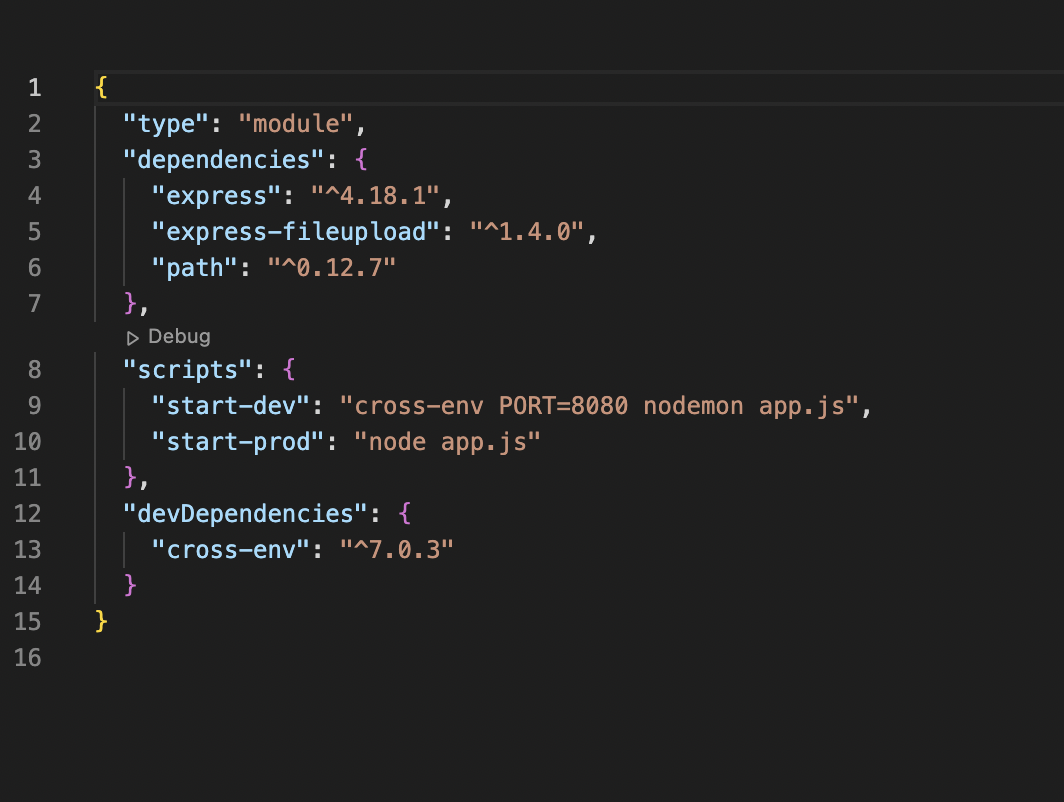 1 {
2 "type": "module",
3 "dependencies": {
4 "express": "^4.18.1",
5 "express-fileupload": "^1.4.0",
6 "path": "^0.12.7"
7 },
Debug
8 "scripts": {
9 "start-dev": "cross-env PORT=8080 nodemon app.js",
10 "start-prod": "node app.js"
11 },
12 "devDependencies": {
13 "cross-env": "^7.0.3"
14 }
15 }
16